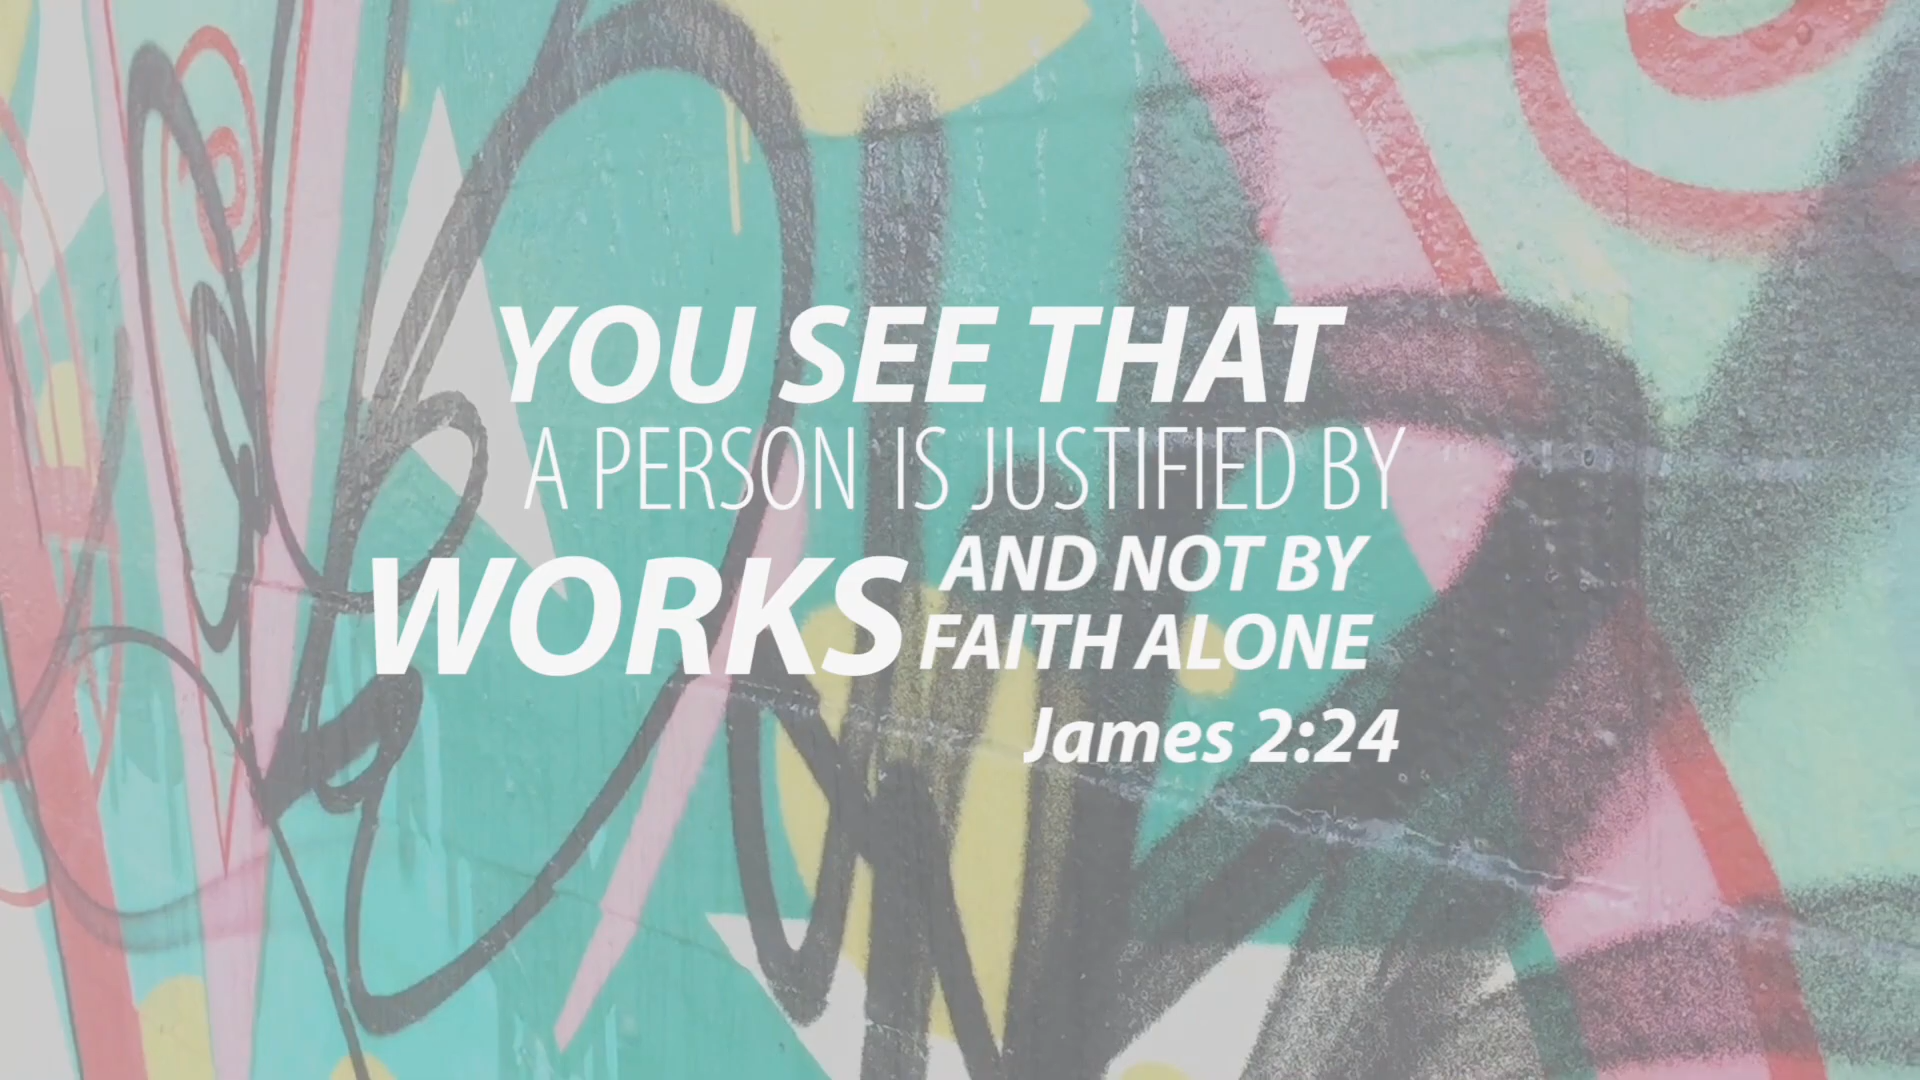 YOU SEE THAT
A PERSON IS JUSTIFIED BY
WORKS
AND NOT BY
FAITH ALONE
James 2:24